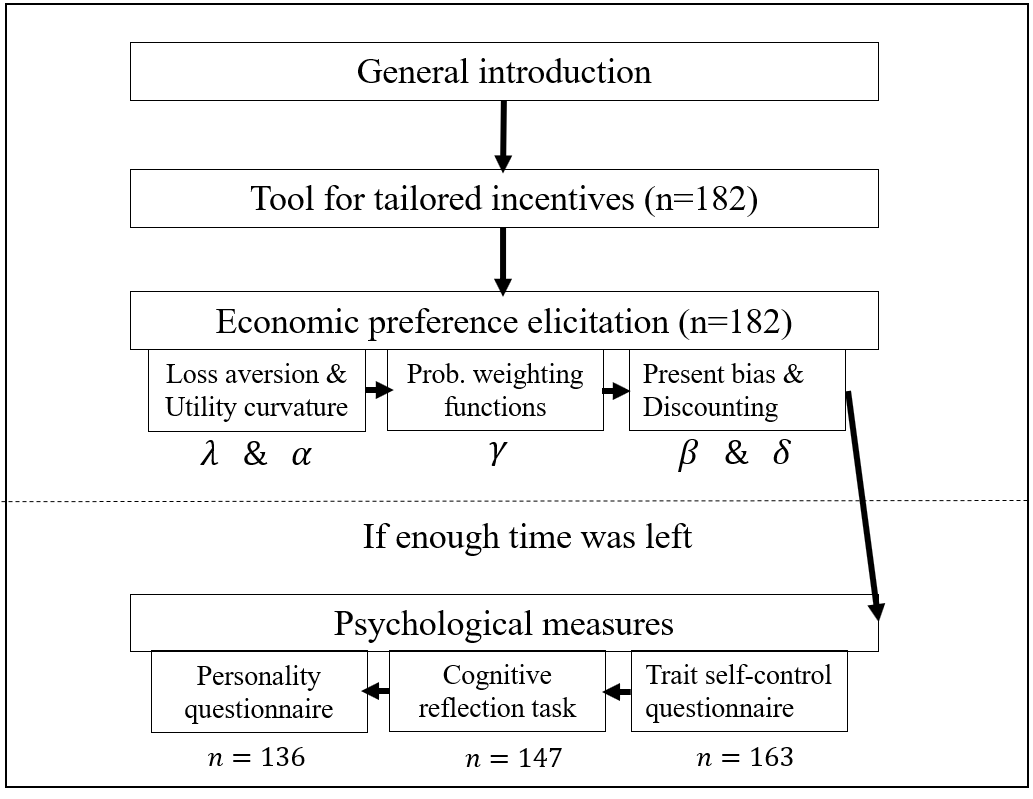 General introduction
Tool for tailored incentives (n=182)
Economic preference elicitation (n=182)
Loss aversion &
Utility curvature
Prob. weighting
functions
Present bias &
Discounting
λ & α
γ
β & δ
If enough time was left
Psychological measures
Personality
questionnaire
Cognitive
reflection task
Trait self-control
questionnaire
n = 136
n = 147
n = 163